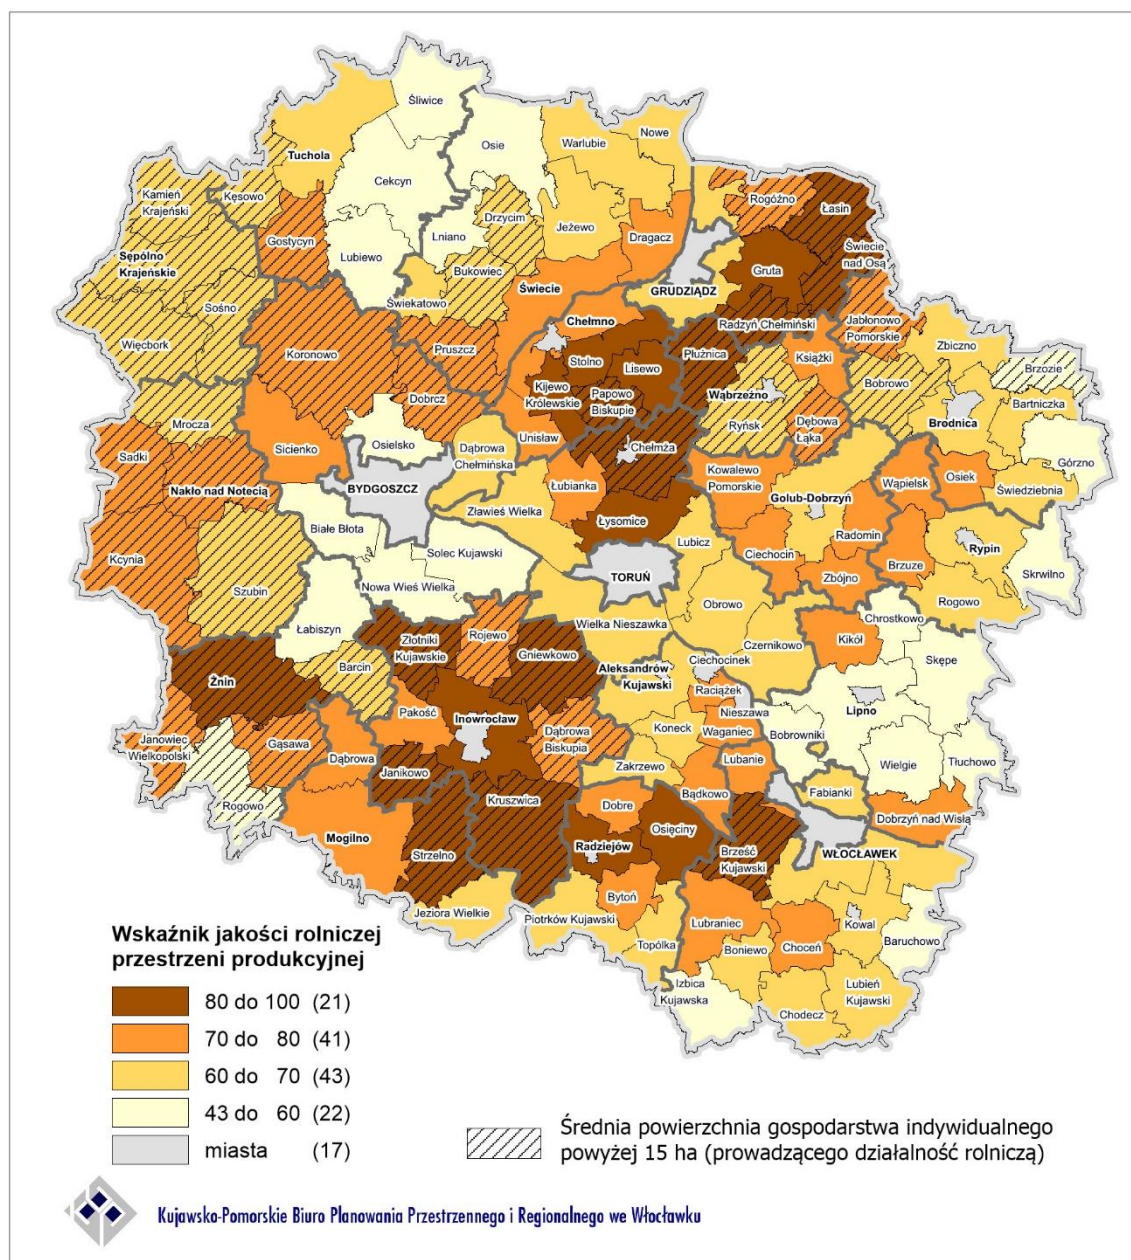 Śliwice
Osie
Warlubie
Nowe
Tuchola
Cekcyn
Kamień
Krajeński
Kęsowo
Drzycim
Rogóźno
Łasin
Gostycyn
Lniano
Jeżewo
Dragacz
Świecie
nad Osą
Sępólno
Krajeńskie
Lubiewo
Bukowiec
Gruta
Świekatowo
Świecie
GRUDZIĄDZ
Sośno
Chełmno
Radzyń Chełmiński
Jabłonowo
Pomorskie
Więcbork
Koronowo
Pruszcz
Stolno
Lisewo
Płużnica
Książki
Zbiczno
Brzozie
Kijewo
Królewskie
Papowo
Biskupie
Wąbrzeźno
Bobrowo
Bartniczka
Dobrcz
Mrocza
Osielsko
Unisław
Ryńsk
Dębowa
Łąka
Brodnica
Sadki
Sicienko
Dąbrowa
Chełmińska
Chełmża
Górzno
Kowalewo
Pomorskie
Wąpielsk
Osiek
Nakło nad Notecią
BYDGOSZCZ
Łubianka
Golub-Dobrzyń
Świedziebnia
Zławieś Wielka
Łysomice
Białe Błota
Lubicz
Radomin
Rypin
Kcynia
Solec Kujawski
Ciechocin
TORUŃ
Zbójno
Brzuze
Skrwilno
Szubin
Nowa Wieś Wielka
Obrowo
Rogowo
Łabiszyn
Wielka Nieszawka
Chrostkowo
Złotniki
Kujawskie
Rojewo
Gniewkowo
Czernikowo
Kikół
Barcin
Aleksandrów
Kujawski
Ciechocinek
Skępe
Żnin
Raciążek
Pakość
Inowrocław
Nieszawa
Lipno
Dąbrowa
Biskupia
Koneck
Waganiec
Bobrowniki
Janowiec
Wielkopolski
Gąsawa
Dąbrowa
Janikowo
Zakrzewo
Lubanie
Wielgie
Tłuchowo
Rogowo
Kruszwica
Bądkowo
Fabianki
Dobre
Dobrzyń nad Wisłą
Mogilno
Osięciny
Strzelno
Radziejów
Brześć
Kujawski
WŁOCŁAWEK
Bytoń
Jeziora Wielkie
Piotrków Kujawski
Lubraniec
Kowal
Topólka
Boniewo
Choceń
Baruchowo
Izbica
Kujawska
Lubień
Kujawski
Chodecz
Wskaźnik jakości rolniczej
przestrzeni produkcyjnej
80 do 100 (21)
70 do 80 (41)
60 do 70 (43)
43 do 60 (22)
miasta (17)
Średnia powierzchnia gospodarstwa indywidualnego
powyżej 15 ha (prowadzącego działalność rolniczą)
Kujawsko-Pomorskie Biuro Planowania Przestrzennego i Regionalnego we Włocławku